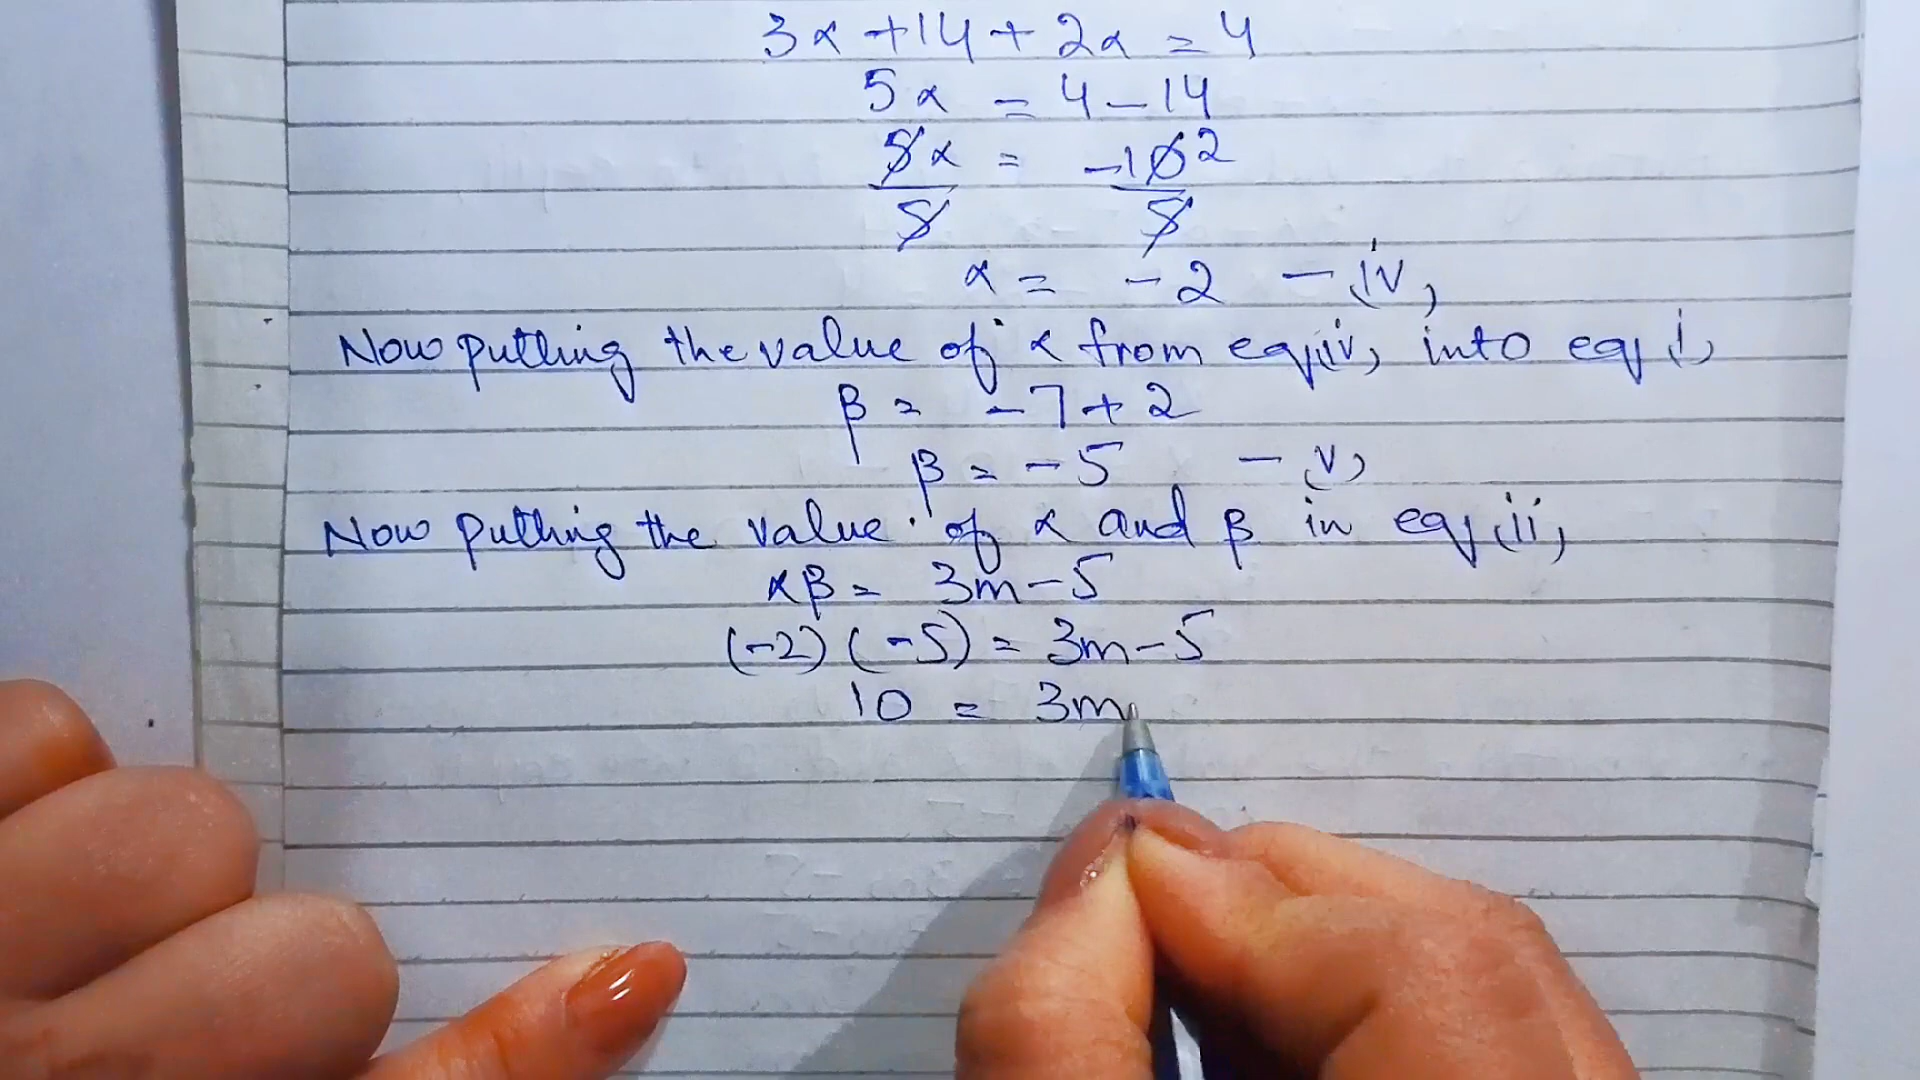 3α + 14 + 2α = 4
5α = 4 - 14
5α = -10 2
5 5
α = -2 - iv,
Now putting the value of α from eq iv, into eq i,
β = -7 + 2
β = -5 - v,
Now putting the value of α and β in eq ii,
αβ = 3m - 5
(-2) (-5) = 3m - 5
10 = 3m